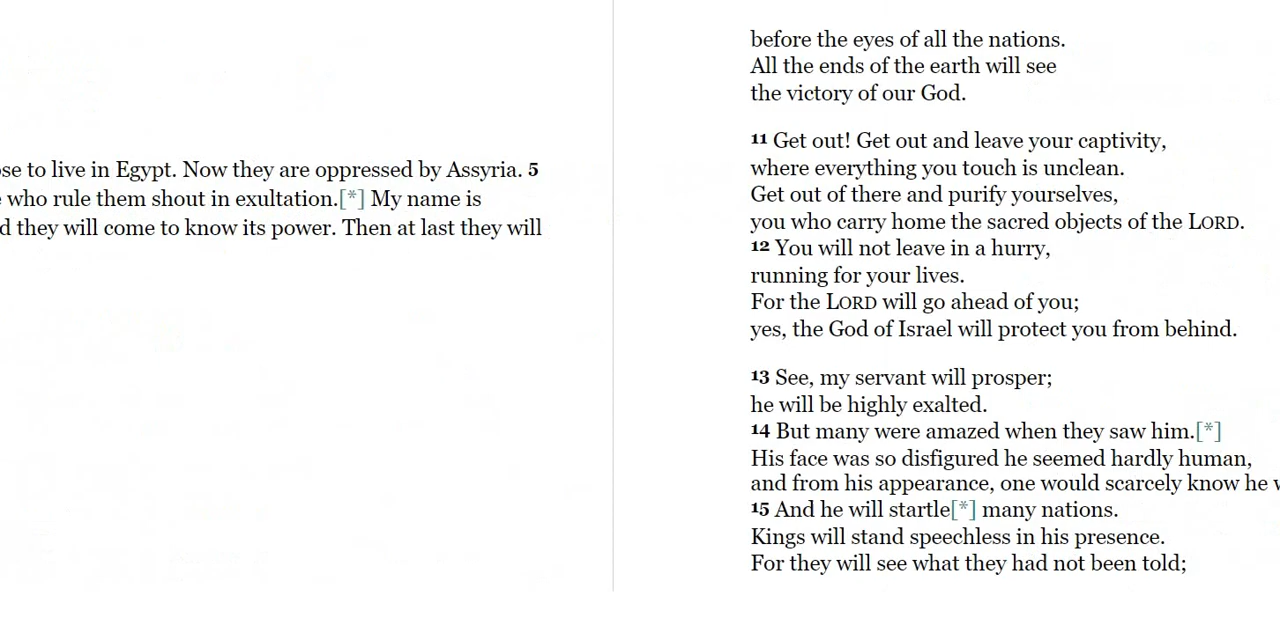 se to live in Egypt. Now they are oppressed by Assyria. 5
who rule them shout in exultation.[*] My name is
they will come to know its power. Then at last they will
before the eyes of all the nations.
All the ends of the earth will see
the victory of our God.
11 Get out! Get out and leave your captivity,
where everything you touch is unclean.
Get out of there and purify yourselves,
you who carry home the sacred objects of the LORD.
12 You will not leave in a hurry,
running for your lives.
For the LORD will go ahead of you;
yes, the God of Israel will protect you from behind.
13 See, my servant will prosper;
he will be highly exalted.
14 But many were amazed when they saw him.[*]
His face was so disfigured he seemed hardly human,
and from his appearance, one would scarcely know he
15 And he will startle[*] many nations.
Kings will stand speechless in his presence.
For they will see what they had not been told;